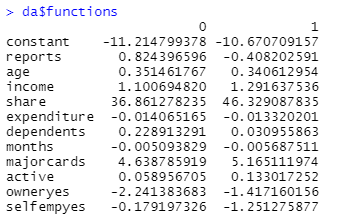 > da$functions
0 1
constant -11.214799378 -10.670709157
reports 0.824396596 -0.408202591
age 0.351461767 0.340612954
income 1.100694820 1.291637536
share 36.861278235 46.329087835
expenditure -0.014065165 -0.013320201
dependents 0.228913291 0.030955863
months -0.005093829 -0.005687511
majorcards 4.638785919 5.165111974
active 0.058956705 0.133017252
owneryes -2.241383683 -1.417160156
selfempyes -0.179197326 -1.251275877